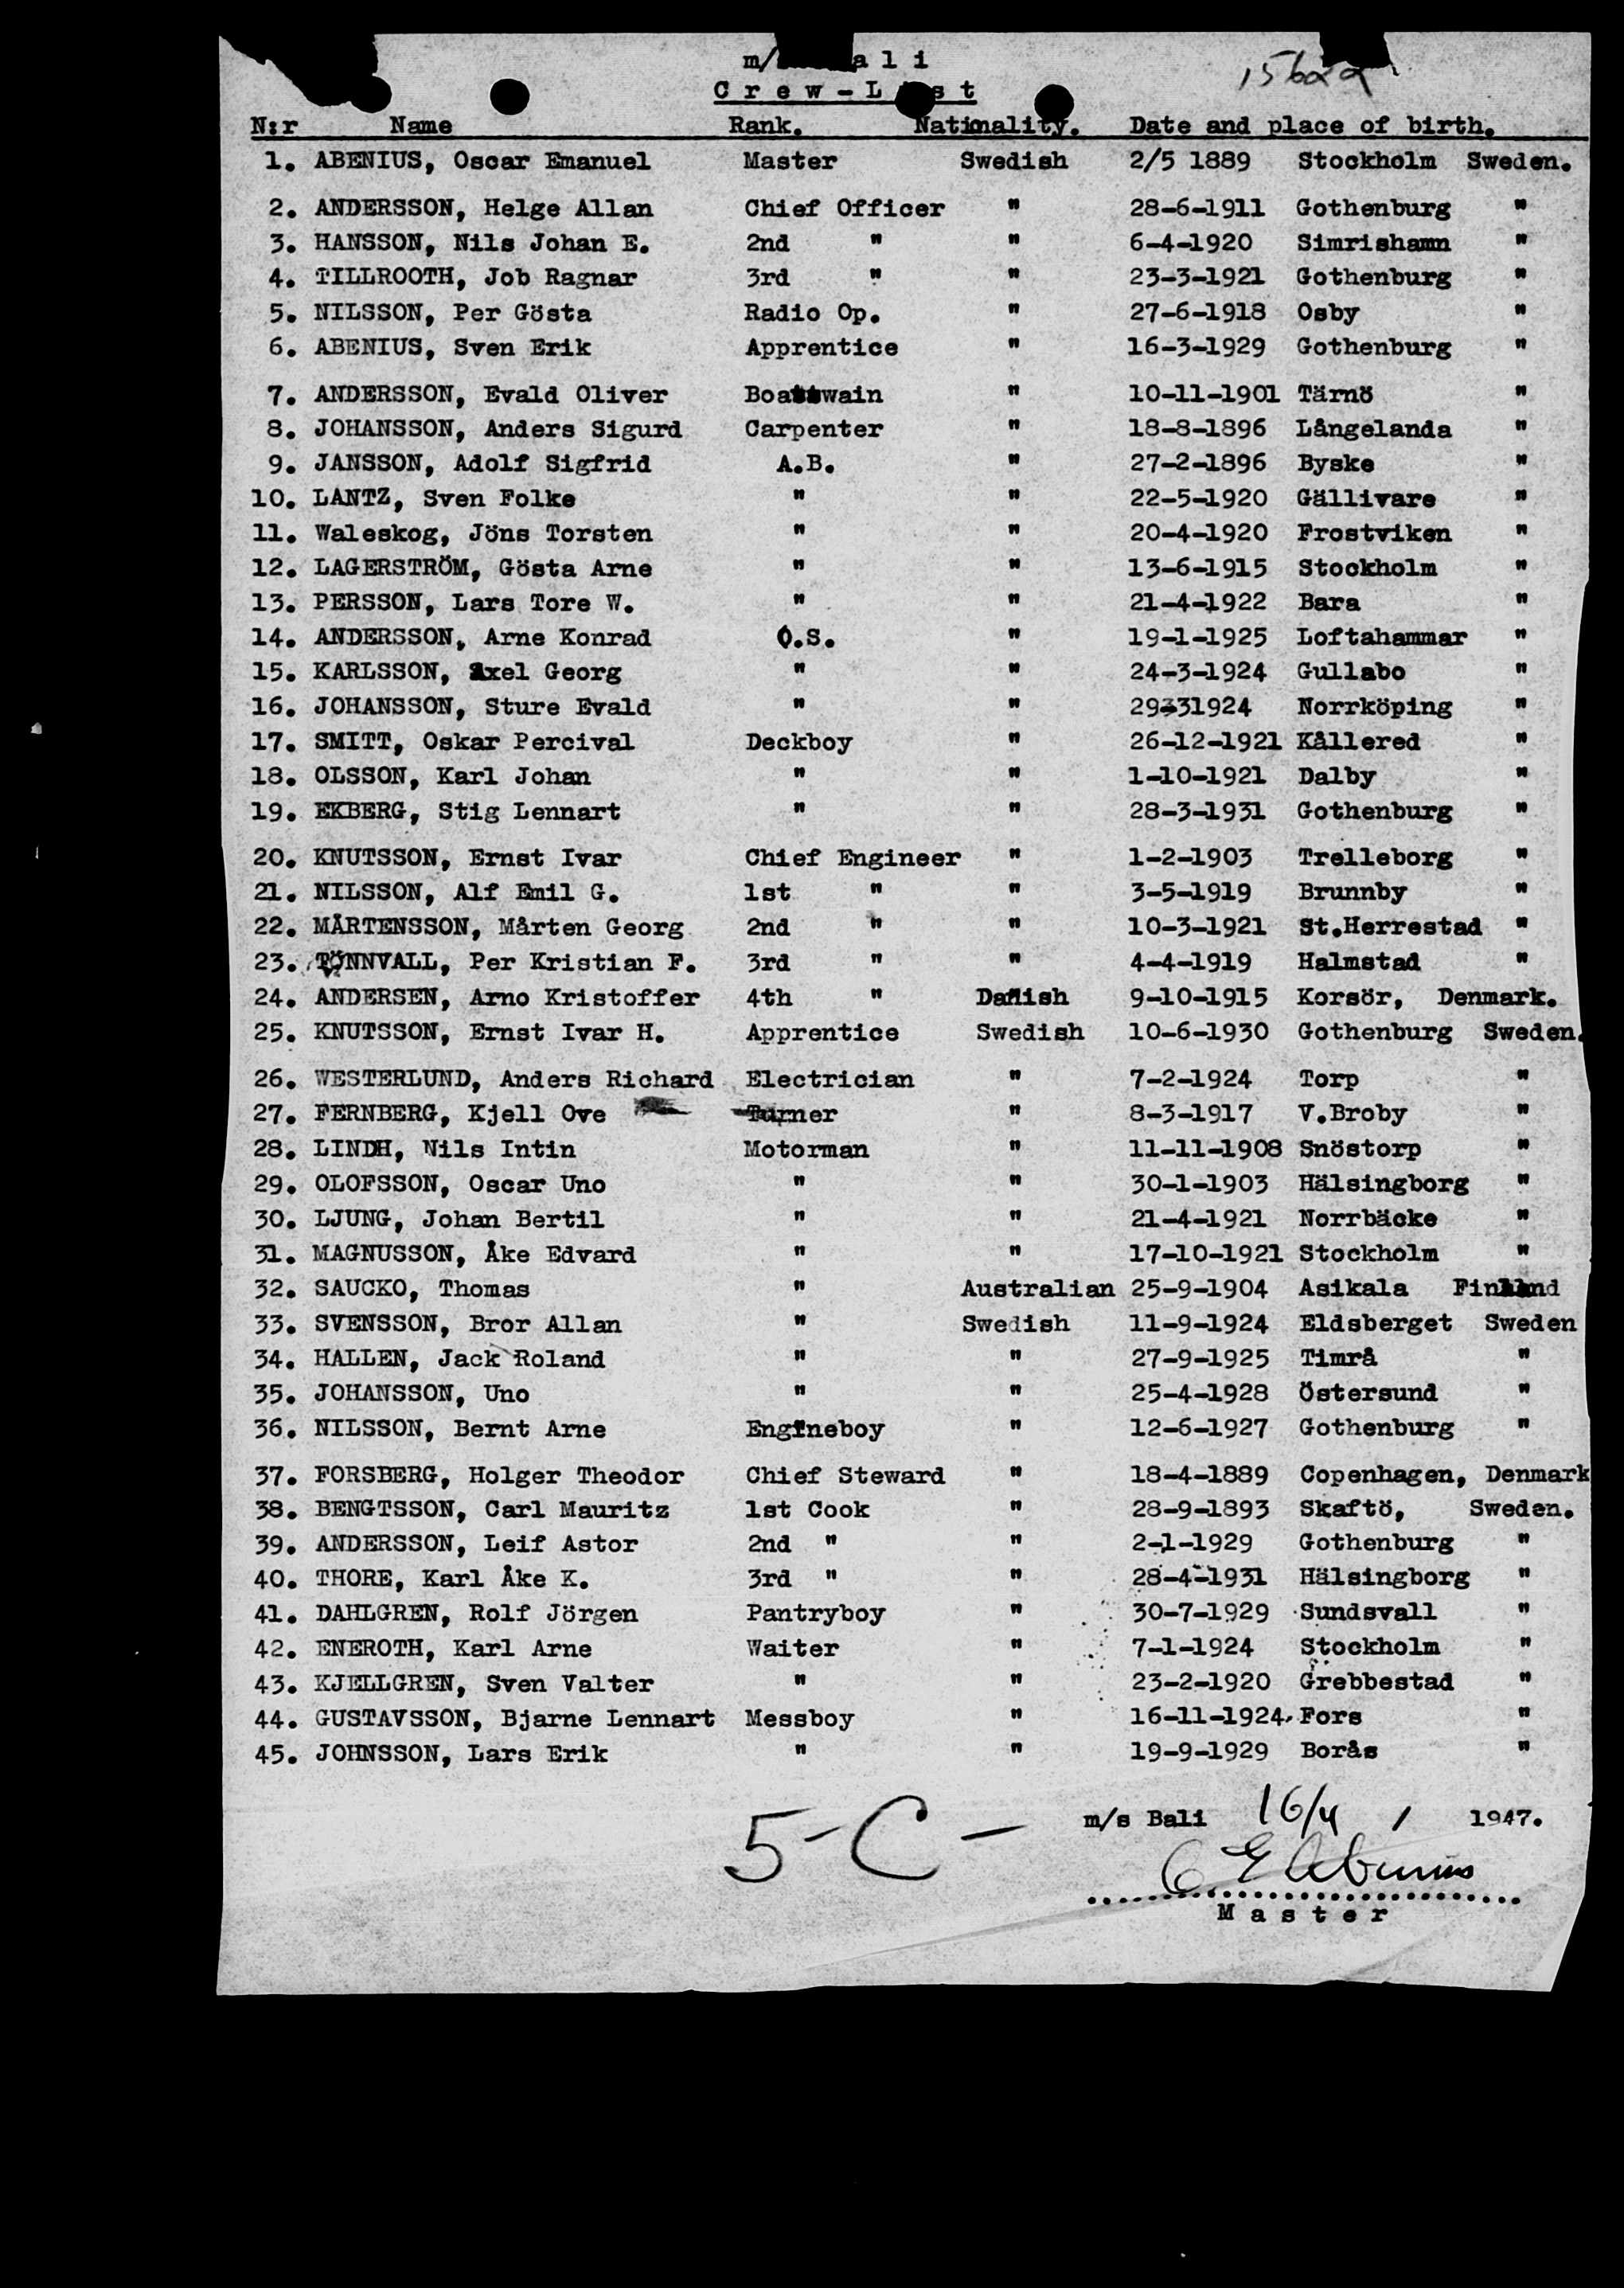 m/ ali
Crew-List
N:r Name Rank. Nationality. Date and place of birth.
1. ABENIUS, Oscar Emanuel Master Swedish 2/5 1889 Stockholm Sweden.
2. ANDERSSON, Helge Allan Chief Officer " 28-6-1911 Gothenburg "
3. HANSSON, Nils Johan E. 2nd " " 6-4-1920 Simrishamn "
4. TILLROOTH, Job Ragnar 3rd " " 23-3-1921 Gothenburg "
5. NILSSON, Per Gösta Radio Op. " 27-6-1918 Osby "
6. ABENIUS, Sven Erik Apprentice " 16-3-1929 Gothenburg "
7. ANDERSSON, Evald Oliver Boatswain " 10-11-1901 Tärnö "
8. JOHANSSON, Anders Sigurd Carpenter " 18-8-1896 Långelanda "
9. JANSSON, Adolf Sigfrid A.B. " 27-2-1896 Byske "
10. LANTZ, Sven Folke " " 22-5-1920 Gällivare "
11. Waleskog, Jöns Torsten " " 20-4-1920 Frostviken "
12. LAGERSTRÖM, Gösta Arne " " 13-6-1915 Stockholm "
13. PERSSON, Lars Tore W. " " 21-4-1922 Bara "
14. ANDERSSON, Arne Konrad O.S. " 19-1-1925 Loftahammar "
15. KARLSSON, Axel Georg " " 24-3-1924 Gullabo "
16. JOHANSSON, Sture Evald " " 29-31924 Norrköping "
17. SMITT, Oskar Percival Deckboy " 26-12-1921 Kållered "
18. OLSSON, Karl Johan " " 1-10-1921 Dalby "
19. EKBERG, Stig Lennart " " 28-3-1931 Gothenburg "
20. KNUTSSON, Ernst Ivar Chief Engineer " 1-2-1903 Trelleborg "
21. NILSSON, Alf Emil G. 1st " " 3-5-1919 Brunnby "
22. MÅRTENSSON, Mårten Georg 2nd " " 10-3-1921 St.Herrestad "
23. TÖNNVALL, Per Kristian F. 3rd " " 4-4-1919 Halmstad "
24. ANDERSEN, Arno Kristoffer 4th " Danish 9-10-1915 Korsör, Denmark.
25. KNUTSSON, Ernst Ivar H. Apprentice Swedish 10-6-1930 Gothenburg Sweden.
26. WESTERLUND, Anders Richard Electrician " 7-2-1924 Torp "
27. FERNBERG, Kjell Ove Turner " 8-3-1917 V.Broby "
28. LINDH, Nils Intin Motorman " 11-11-1908 Snöstorp "
29. OLOFSSON, Oscar Uno " " 30-1-1903 Hälsingborg "
30. LJUNG, Johan Bertil " " 21-4-1921 Norrbäcke "
31. MAGNUSSON, Åke Edvard " " 17-10-1921 Stockholm "
32. SAUCKO, Thomas " Australian 25-9-1904 Asikala Finland
33. SVENSSON, Bror Allan " Swedish 11-9-1924 Eldsberget Sweden
34. HALLEN, Jack Roland " " 27-9-1925 Timrå "
35. JOHANSSON, Uno " " 25-4-1928 Östersund "
36. NILSSON, Bernt Arne Engineboy " 12-6-1927 Gothenburg "
37. FORSBERG, Holger Theodor Chief Steward " 18-4-1889 Copenhagen, Denmark
38. BENGTSSON, Carl Mauritz 1st Cook " 28-9-1893 Skaftö, Sweden.
39. ANDERSSON, Leif Astor 2nd " " 2-1-1929 Gothenburg "
40. THORE, Karl Åke K. 3rd " " 28-4-1931 Hälsingborg "
41. DAHLGREN, Rolf Jörgen Pantryboy " 30-7-1929 Sundsvall "
42. ENEROTH, Karl Arne Waiter " 7-1-1924 Stockholm "
43. KJELLGREN, Sven Valter " " 23-2-1920 Grebbestad "
44. GUSTAVSSON, Bjarne Lennart Messboy " 16-11-1924 Fors "
45. JOHNSSON, Lars Erik " " 19-9-1929 Borås "
5-C-
m/s Bali 16/4 / 1947.
Master